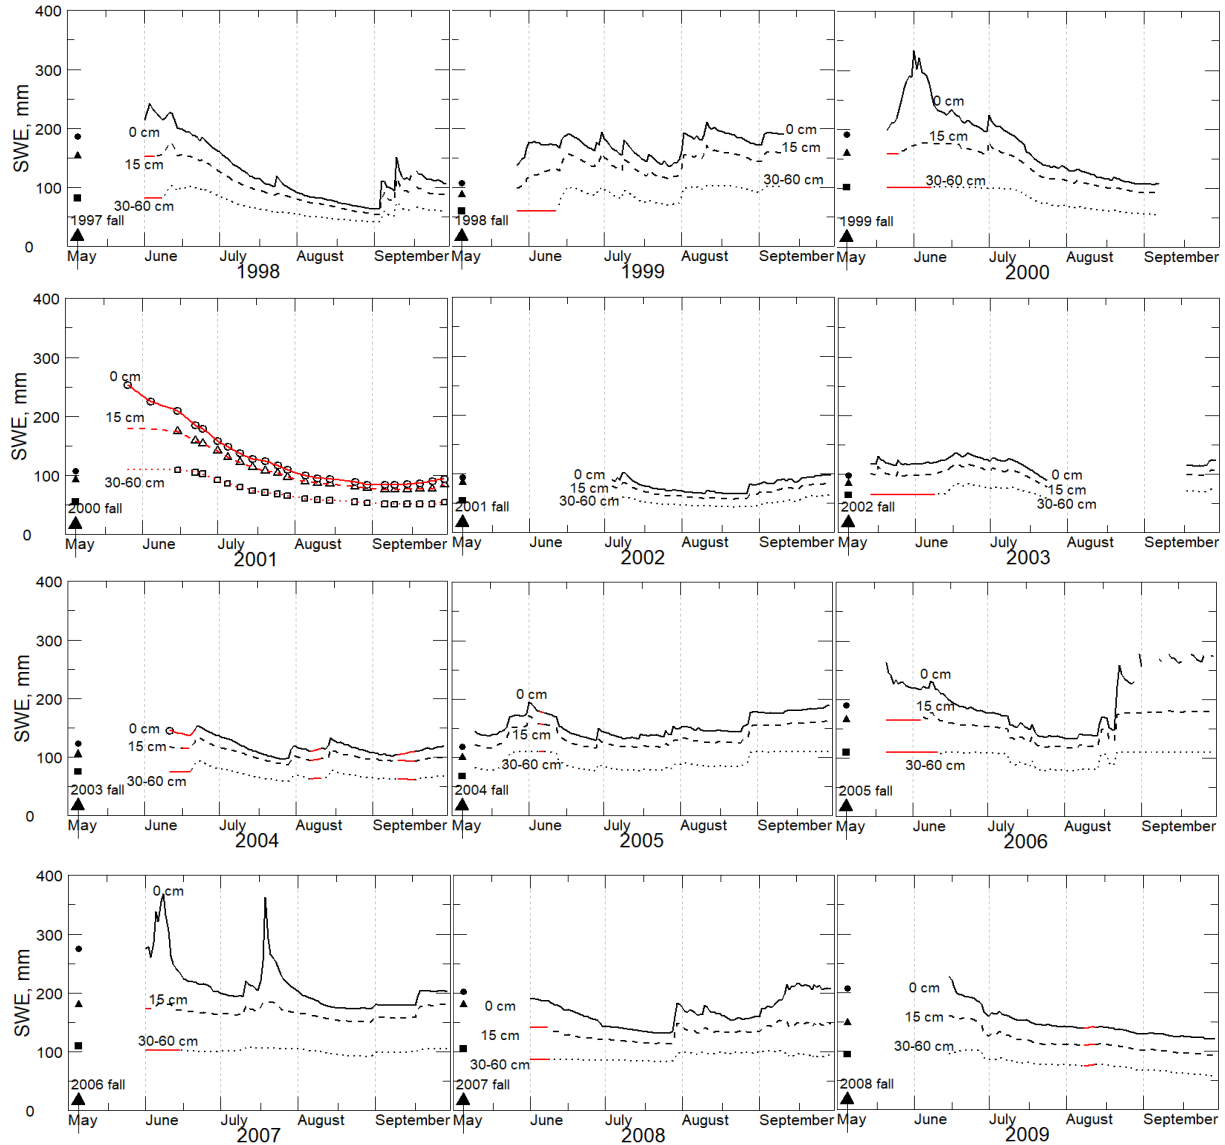 400
300
200
100
0
SWE, mm
0 cm
15 cm
30-60 cm
1997 fall
May
June
July
August
September
1998
0 cm
15 cm
30-60 cm
1998 fall
May
June
July
August
September
1999
0 cm
15 cm
30-60 cm
1999 fall
May
June
July
August
September
2000
400
300
200
100
0
SWE, mm
0 cm
15 cm
30-60 cm
2000 fall
May
June
July
August
September
2001
0 cm
15 cm
30-60 cm
2001 fall
May
June
July
August
September
2002
0 cm
15 cm
30-60 cm
2002 fall
May
June
July
August
September
2003
400
300
200
100
0
SWE, mm
0 cm
15 cm
30-60 cm
2003 fall
May
June
July
August
September
2004
0 cm
15 cm
30-60 cm
2004 fall
May
June
July
August
September
2005
0 cm
15 cm
30-60 cm
2005 fall
May
June
July
August
September
2006
400
300
200
100
0
SWE, mm
0 cm
15 cm
30-60 cm
2006 fall
May
June
July
August
September
2007
0 cm
15 cm
30-60 cm
2007 fall
May
June
July
August
September
2008
0 cm
15 cm
30-60 cm
2008 fall
May
June
July
August
September
2009